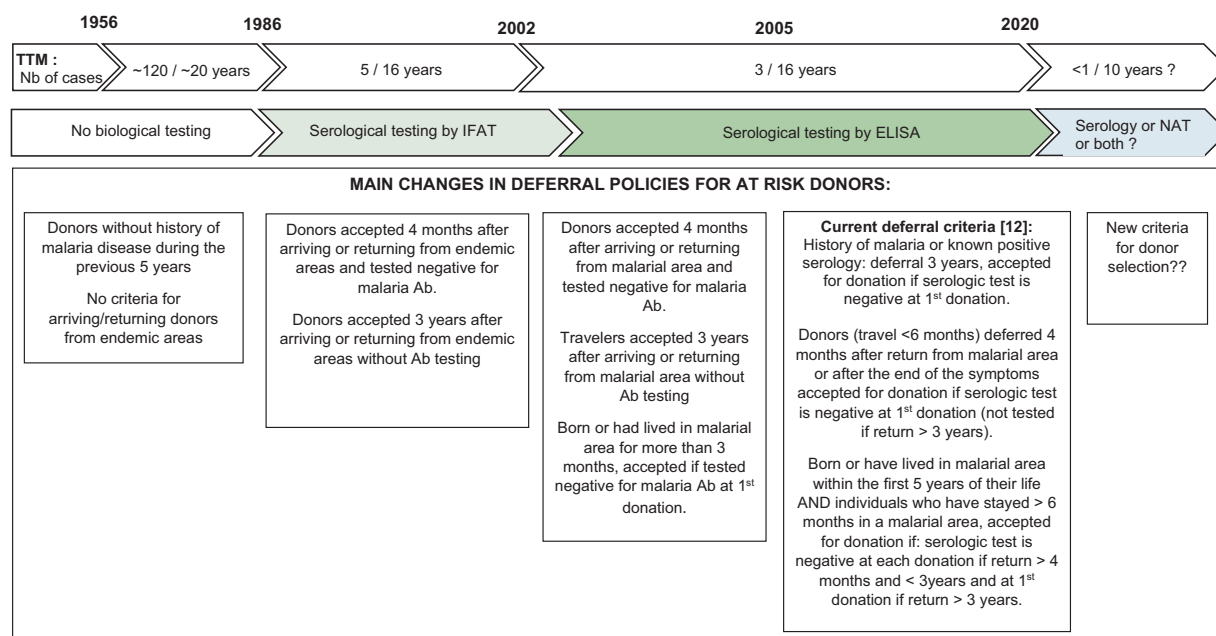 1956
1986
2002
2005
2020
TTM :
Nb of cases
~120 / ~20 years
5 / 16 years
3 / 16 years
<1 / 10 years ?
No biological testing
Serological testing by IFAT
Serological testing by ELISA
Serology or NAT
or both ?
MAIN CHANGES IN DEFERRAL POLICIES FOR AT RISK DONORS:
Donors without history of
malaria disease during the
previous 5 years
No criteria for
arriving/returning donors
from endemic areas
Donors accepted 4 months after
arriving or returning from endemic
areas and tested negative for
malaria Ab.
Donors accepted 3 years after
arriving or returning from endemic
areas without Ab testing
Donors accepted 4 months
after arriving or returning
from malarial area and
tested negative for malaria
Ab.
Travelers accepted 3 years
after arriving or returning
from malarial area without
Ab testing
Born or had lived in malarial
area for more than 3
months, accepted if tested
negative for malaria Ab at 1st
donation.
Current deferral criteria [12]:
History of malaria or known positive
serology: deferral 3 years, accepted
for donation if serologic test is
negative at 1st donation.
Donors (travel <6 months) deferred 4
months after return from malarial area
or after the end of the symptoms
accepted for donation if serologic test
is negative at 1st donation (not tested
if return > 3 years).
Born or have lived in malarial area
within the first 5 years of their life
AND individuals who have stayed > 6
months in a malarial area, accepted
for donation if: serologic test is
negative at each donation if return > 4
months and < 3years and at 1st
donation if return > 3 years.
New criteria
for donor
selection??